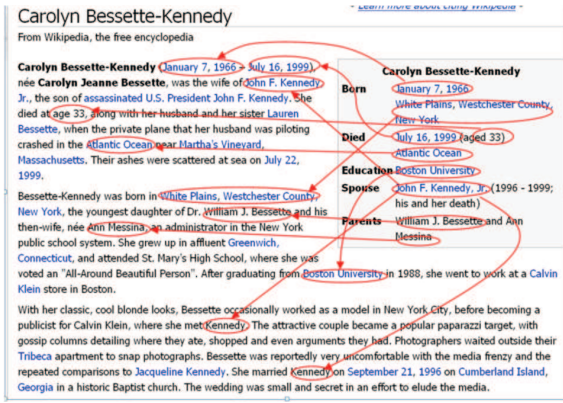 Carolyn Bessette-Kennedy
- Learn more about citing Wikipedia -
From Wikipedia, the free encyclopedia
Carolyn Bessette-Kennedy (January 7, 1966 – July 16, 1999),
née Carolyn Jeanne Bessette, was the wife of John F. Kennedy
Jr., the son of assassinated U.S. President John F. Kennedy. She
died at age 33, along with her husband and her sister Lauren
Bessette, when the private plane that her husband was piloting
crashed in the Atlantic Ocean near Martha's Vineyard,
Massachusetts. Their ashes were scattered at sea on July 22,
1999.
Carolyn Bessette-Kennedy
Born January 7, 1966
White Plains, Westchester County,
New York
Died July 16, 1999 (aged 33)
Atlantic Ocean
Education Boston University
Spouse John F. Kennedy, Jr. (1996 - 1999;
his and her death)
Parents William J. Bessette and Ann
Messina
Bessette-Kennedy was born in White Plains, Westchester County,
New York, the youngest daughter of Dr. William J. Bessette and his
then-wife, née Ann Messina, an administrator in the New York
public school system. She grew up in affluent Greenwich,
Connecticut, and attended St. Mary's High School, where she was
voted an "All-Around Beautiful Person". After graduating from Boston University in 1988, she went to work at a Calvin
Klein store in Boston.
With her classic, cool blonde looks, Bessette occasionally worked as a model in New York City, before becoming a
publicist for Calvin Klein, where she met Kennedy. The attractive couple became a popular paparazzi target, with
gossip columns detailing where they ate, shopped and even arguments they had. Photographers waited outside their
Tribeca apartment to snap photographs. Bessette was reportedly very uncomfortable with the media frenzy and the
repeated comparisons to Jacqueline Kennedy. She married Kennedy on September 21, 1996 on Cumberland Island,
Georgia in a historic Baptist church. The wedding was small and secret in an effort to elude the media.